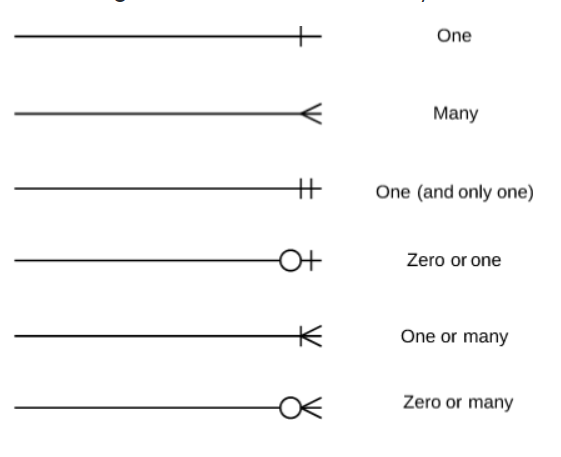 One
Many
One (and only one)
Zero or one
One or many
Zero or many